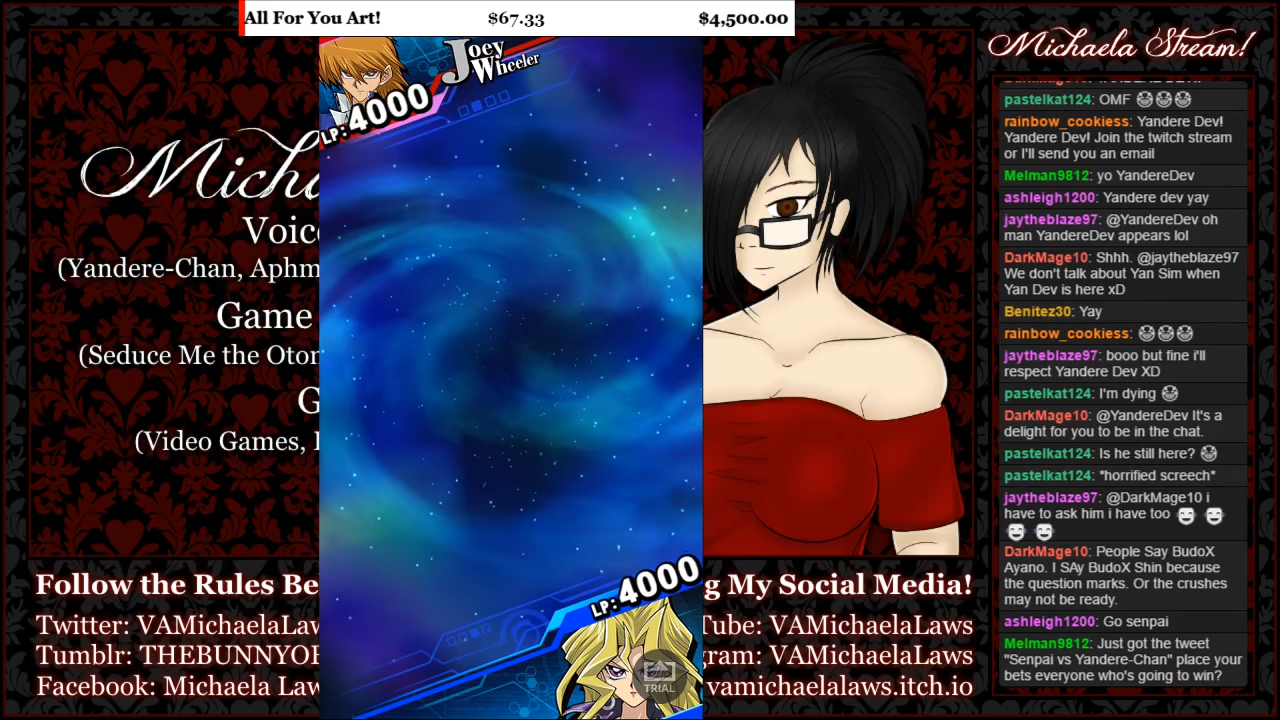 All For You Art! $67.33 $4,500.00
Joey
Wheeler
LP: 4000
Voic
(Yandere-Chan, Aphm
Game
(Seduce Me the Oto
G
(Video Games,
LP: 4000
TRIAL
Follow the Rules Be
g My Social Media!
Twitter: VAMichaelaLaw
Tube: VAMichaelaLaws
Tumblr: THEBUNNYO
gram: VAMichaelaLaws
Facebook: Michaela Law
vamichaelalaws.itch.io
Michaela Stream!
pastelkat124: OMF
rainbow_cookiess: Yandere Dev!
Yandere Dev! Join the twitch stream
or I'll send you an email
Melman9812: yo YandereDev
ashleigh1200: Yandere dev yay
jaytheblaze97: @YandereDev oh
man YandereDev appears lol
DarkMage10: Shhh. @jaytheblaze97
We don't talk about Yan Sim when
Yan Dev is here xD
Benitez30: Yay
rainbow_cookiess:
jaytheblaze97: booo but fine i'll
respect Yandere Dev XD
pastelkat124: I'm dying
DarkMage10: @YandereDev It's a
delight for you to be in the chat.
pastelkat124: Is he still here?
pastelkat124: *horrified screech*
jaytheblaze97: @DarkMage10 i
have to ask him i have too
DarkMage10: People Say BudoX
Ayano. I SAy BudoX Shin because
the question marks. Or the crushes
may not be ready.
ashleigh1200: Go senpai
Melman9812: Just got the tweet
"Senpai vs Yandere-Chan" place your
bets everyone who's going to win?